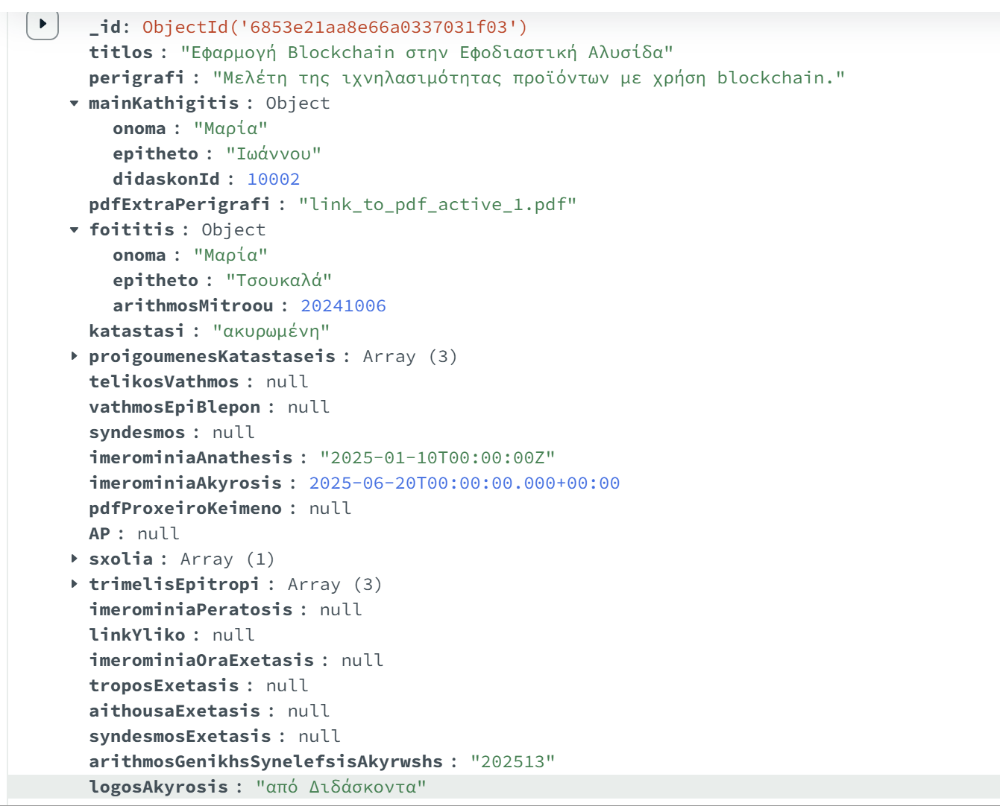 _id: ObjectId('6853e21aa8e66a0337031f03')
titlos : "Εφαρμογή Blockchain στην Εφοδιαστική Αλυσίδα"
perigrafi : "Μελέτη της ιχνηλασιμότητας προϊόντων με χρήση blockchain."
mainKathigitis : Object
onoma : "Μαρία"
epitheto : "Ιωάννου"
didaskonId : 10002
pdfExtraPerigrafi : "link_to_pdf_active_1.pdf"
foititis : Object
onoma : "Μαρία"
epitheto : "Τσουκαλά"
arithmosMitroou : 20241006
katastasi : "ακυρωμένη"
proigoumenesKatastaseis : Array (3)
telikosVathmos : null
vathmosEpiBlepon : null
syndesmos : null
imerominiaAnathesis : "2025-01-10T00:00:00Z"
imerominiaAkyrosis : 2025-06-20T00:00:00.000+00:00
pdfProxeiroKeimeno : null
AP : null
sxolia : Array (1)
trimelisEpitropi : Array (3)
imerominiaPeratosis : null
linkYliko : null
imerominiaOraExetasis : null
troposExetasis : null
aithousaExetasis : null
syndesmosExetasis : null
arithmosGenikhsSynelefsisAkyrwshs : "202513"
logosAkyrosis : "από Διδάσκοντα"